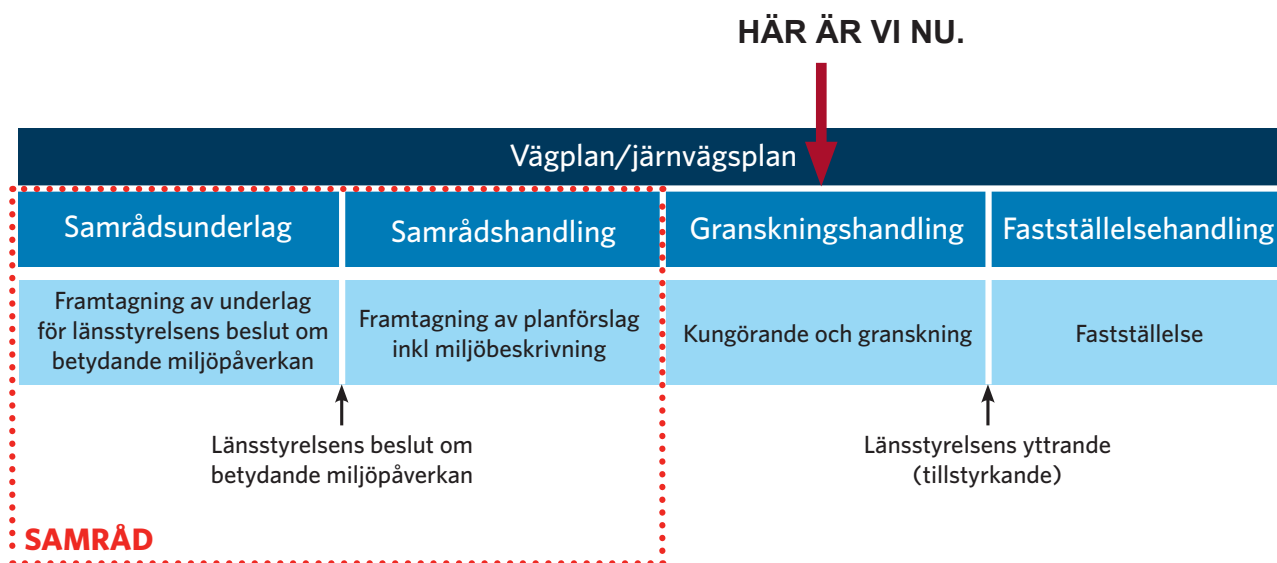 HÄR ÄR VI NU.
Vägplan/järnvägsplan
Samrådsunderlag
Samrådshandling
Granskningshandling
Fastställelsehandling
Framtagning av underlag
för länsstyrelsens beslut om
betydande miljöpåverkan
Framtagning av planförslag
inkl miljöbeskrivning
Kungörande och granskning
Fastställelse
Länsstyrelsens beslut om
betydande miljöpåverkan
Länsstyrelsens yttrande
(tillstyrkande)
SAMRÅD